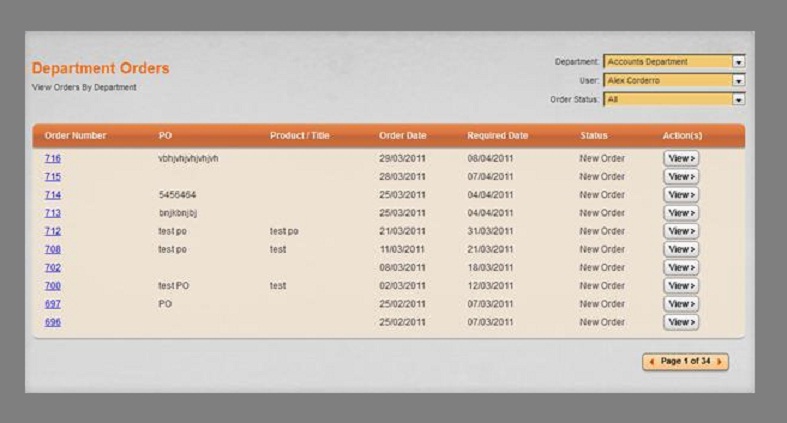 Department Orders
View Orders By Department
Department: Accounts Department
User: Alex Corderro
Order Status: All
Order Number PO Product / Title Order Date Required Date Status Action(s)
716 vbhjvhjvhjvhjvh 29/03/2011 08/04/2011 New Order View >
715 28/03/2011 07/04/2011 New Order View >
714 5456464 25/03/2011 04/04/2011 New Order View >
713 bnjkbnjbj 25/03/2011 04/04/2011 New Order View >
712 test po test po 21/03/2011 31/03/2011 New Order View >
708 test po test 11/03/2011 21/03/2011 New Order View >
702 08/03/2011 18/03/2011 New Order View >
700 test PO test 02/03/2011 12/03/2011 New Order View >
697 PO 25/02/2011 07/03/2011 New Order View >
696 25/02/2011 07/03/2011 New Order View >
Page 1 of 34